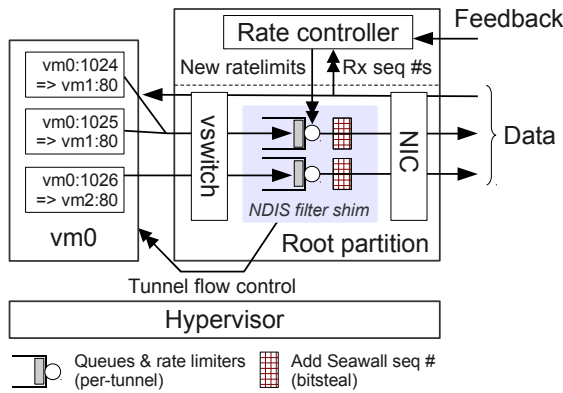 Feedback
Rate controller
New ratelimits
Rx seq #s
vm0:1024
=> vm1:80
vm0:1025
=> vm1:80
vm0:1026
=> vm2:80
vm0
vswitch
NIC
Data
NDIS filter shim
Root partition
Tunnel flow control
Hypervisor
Queues & rate limiters
(per-tunnel)
Add Seawall seq #
(bitsteal)